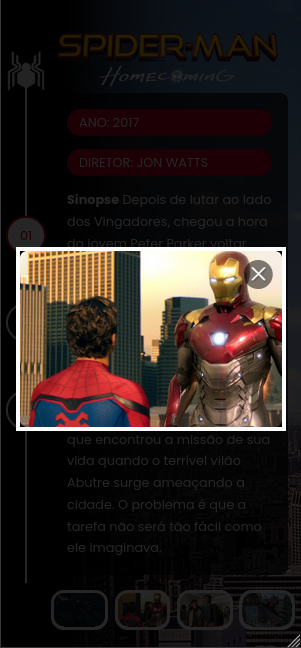 SPIDER-MAN
HOMECOMING
ANO: 2017
DIRETOR: JON WATTS
Sinopse Depois de lutar ao lado
dos Vingadores, chegou a hora
do jovem Peter Parker voltar
01
que encontrou a missão de sua
vida quando o terrível vilão
Abutre surge ameaçando a
cidade. O problema é que a
tarefa não será tão fácil como
ele imaginava.